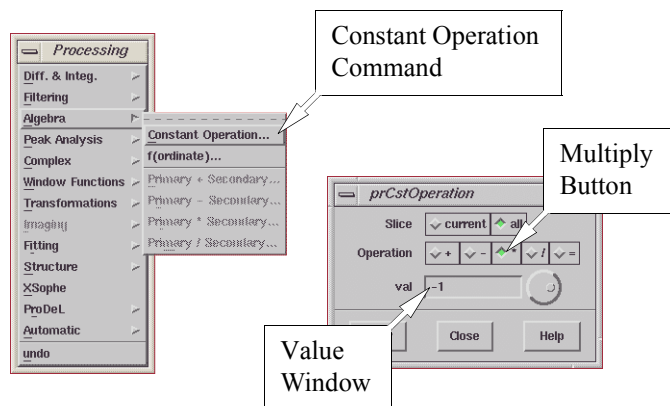 Constant Operation
Command
Processing
Diff. & Integ.
Filtering
Algebra
Peak Analysis
Complex
Window Functions
Transformations
Imaging
Fitting
Structure
XSophe
ProDeL
Automatic
undo
Constant Operation...
f(ordinate)...
Primary + Secondary...
Primary - Secondary...
Primary * Secondary...
Primary / Secondary...
Multiply
Button
prCstOperation
Slice current all
Operation + - * / =
val -1
Close Help
Value
Window